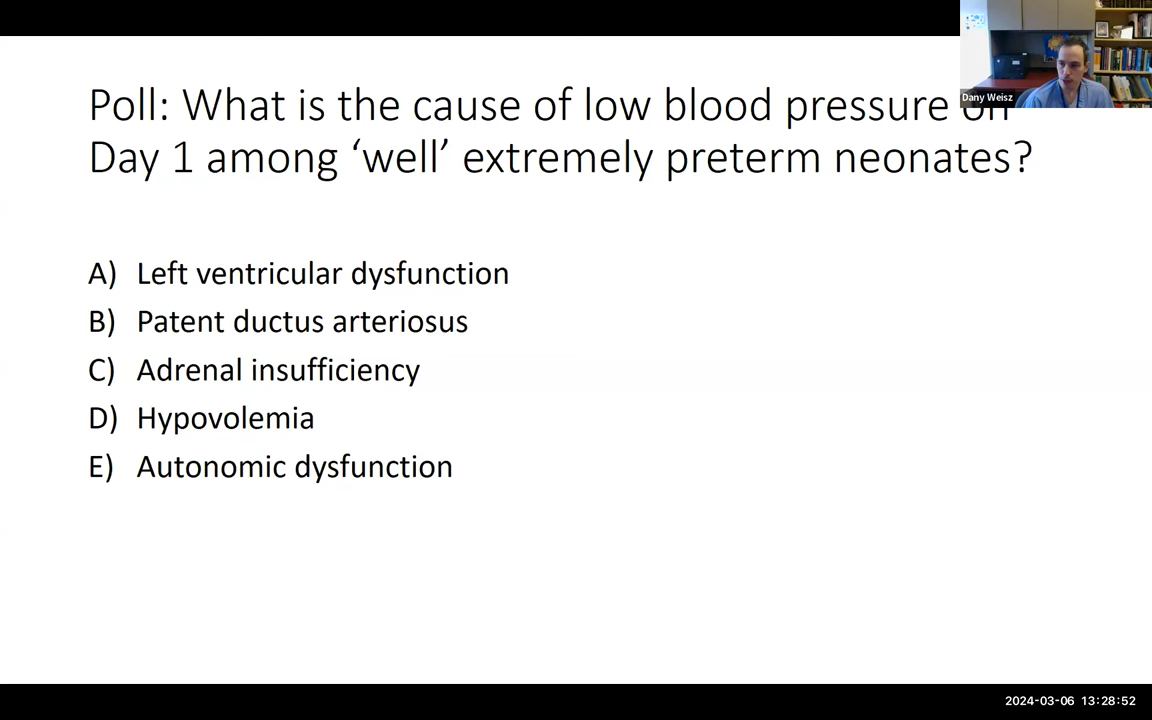 Poll: What is the cause of low blood pressure on
Dany Weisz
Day 1 among ‘well’ extremely preterm neonates?
A) Left ventricular dysfunction
B) Patent ductus arteriosus
C) Adrenal insufficiency
D) Hypovolemia
E) Autonomic dysfunction
2024-03-06 13:28:52